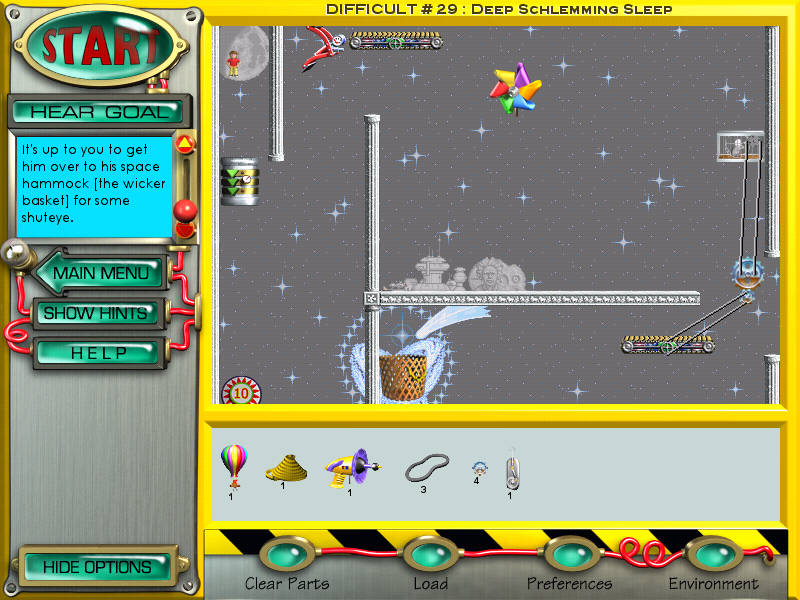 DIFFICULT # 29 : DEEP SCHLEMMING SLEEP
START
HEAR GOAL
It's up to you to get
him over to his space
hammock [the wicker
basket] for some
shuteye.
MAIN MENU
SHOW HINTS
HELP
10
1
1
1
3
4
1
HIDE OPTIONS
Clear Parts
Load
Preferences
Environment